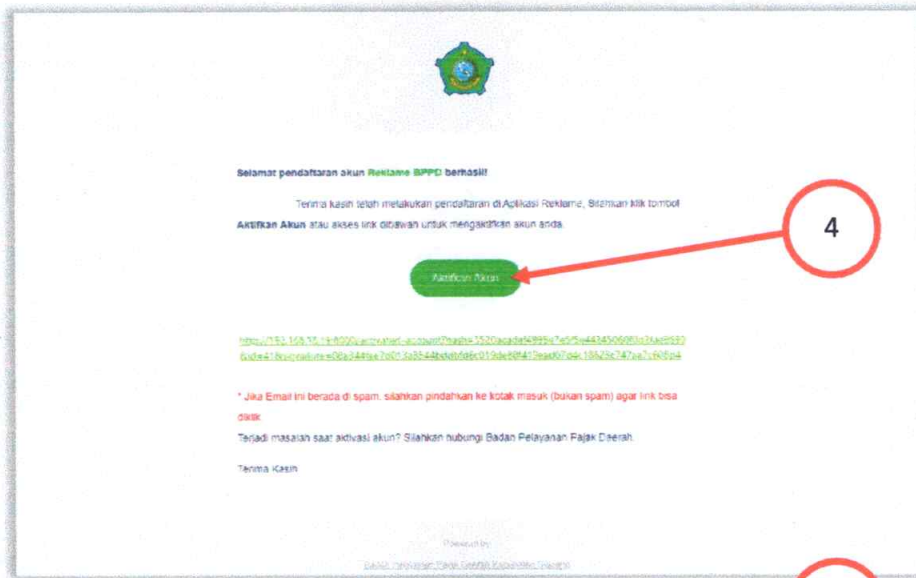 Selamat pendaftaran akun Reklame BPPD berhasil!
Terima kasih telah melakukan pendaftaran di Aplikasi Reklame, Silahkan klik tombol
Aktifkan Akun atau akses link dibawah untuk mengaktifkan akun anda.
4
Aktifkan Akun
* Jika Email ini berada di spam, silahkan pindahkan ke kotak masuk (bukan spam) agar link bisa
diklik
Terjadi masalah saat aktivasi akun? Silahkan hubungi Badan Pelayanan Pajak Daerah.
Terima Kasih
Powered by